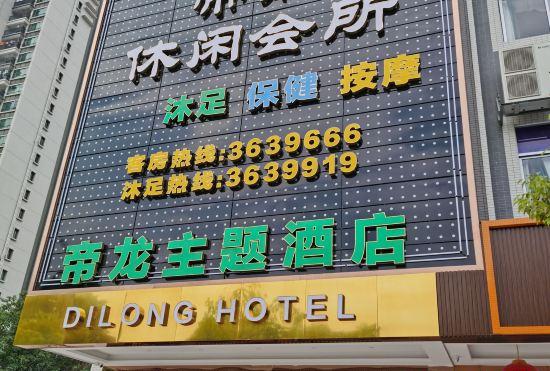 休闲会所
沐足 保健 按摩
客房热线:3639666
沐足热线:3639919
帝龙主题酒店
DILONG HOTEL